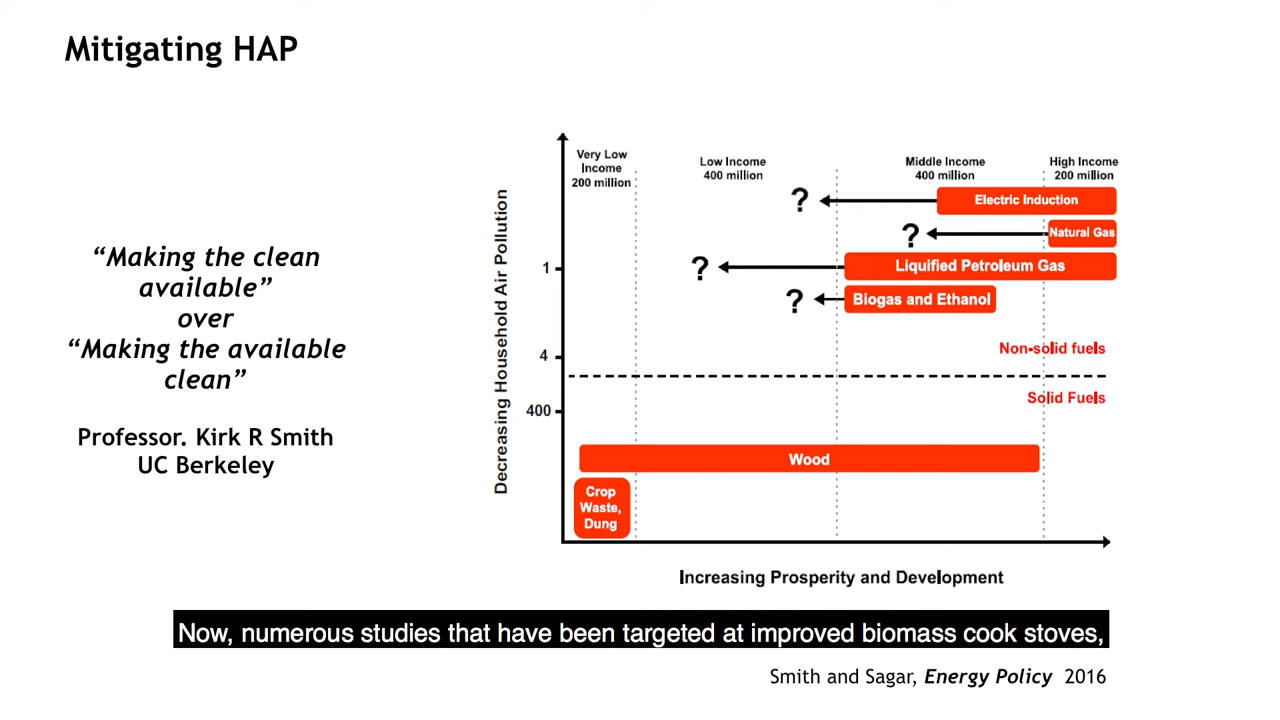 Mitigating HAP
“Making the clean
available”
over
“Making the available
clean”
Professor. Kirk R Smith
UC Berkeley
Decreasing Household Air Pollution
1
4
400
Very Low
Income
200 million
Low Income
400 million
Middle Income
400 million
High Income
200 million
?
Electric Induction
?
Natural Gas
?
Liquified Petroleum Gas
?
Biogas and Ethanol
Non-solid fuels
Solid Fuels
Wood
Crop
Waste,
Dung
Increasing Prosperity and Development
Now, numerous studies that have been targeted at improved biomass cook stoves,
Smith and Sagar, Energy Policy 2016